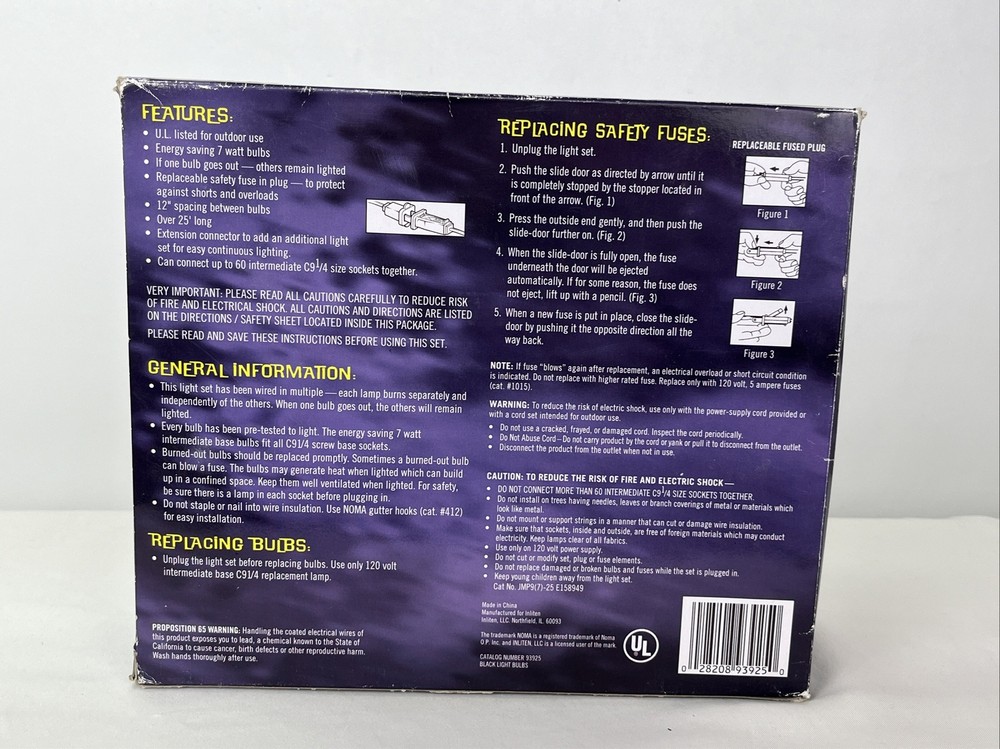 FEATURES:
• U.L. listed for outdoor use
• Energy saving 7 watt bulbs
• If one bulb goes out — others remain lighted
• Replaceable safety fuse in plug — to protect
against shorts and overloads
• 12" spacing between bulbs
• Over 25' long
• Extension connector to add an additional light
set for easy continuous lighting.
• Can connect up to 60 intermediate C9 1/4 size sockets together.
VERY IMPORTANT: PLEASE READ ALL CAUTIONS CAREFULLY TO REDUCE RISK
OF FIRE AND ELECTRICAL SHOCK. ALL CAUTIONS AND DIRECTIONS ARE LISTED
ON THE DIRECTIONS / SAFETY SHEET LOCATED INSIDE THIS PACKAGE.
PLEASE READ AND SAVE THESE INSTRUCTIONS BEFORE USING THIS SET.
GENERAL INFORMATION:
• This light set has been wired in multiple — each lamp burns separately and
independently of the others. When one bulb goes out, the others will remain
lighted.
• Every bulb has been pre-tested to light. The energy saving 7 watt
intermediate base bulbs fit all C91/4 screw base sockets.
• Burned-out bulbs should be replaced promptly. Sometimes a burned-out bulb
can blow a fuse. The bulbs may generate heat when lighted which can build
up in a confined space. Keep them well ventilated when lighted. For safety,
be sure there is a lamp in each socket before plugging in.
• Do not staple or nail into wire insulation. Use NOMA gutter hooks (cat. #412)
for easy installation.
REPLACING BULBS:
• Unplug the light set before replacing bulbs. Use only 120 volt
intermediate base C91/4 replacement lamp.
PROPOSITION 65 WARNING: Handling the coated electrical wires of
this product exposes you to lead, a chemical known to the State of
California to cause cancer, birth defects or other reproductive harm.
Wash hands thoroughly after use.
REPLACING SAFETY FUSES:
1. Unplug the light set.
2. Push the slide door as directed by arrow until it
is completely stopped by the stopper located in
front of the arrow. (Fig. 1)
3. Press the outside end gently, and then push the
slide-door further on. (Fig. 2)
4. When the slide-door is fully open, the fuse
underneath the door will be ejected
automatically. If for some reason, the fuse does
not eject, lift up with a pencil. (Fig. 3)
5. When a new fuse is put in place, close the slide-
door by pushing it the opposite direction all the
way back.
REPLACEABLE FUSED PLUG
Figure 1
Figure 2
Figure 3
NOTE: If fuse "blows" again after replacement, an electrical overload or short circuit condition
is indicated. Do not replace with higher rated fuse. Replace only with 120 volt, 5 ampere fuses
(cat. #1015).
WARNING: To reduce the risk of electric shock, use only with the power-supply cord provided or
with a cord set intended for outdoor use.
• Do not use a cracked, frayed, or damaged cord. Inspect the cord periodically.
• Do Not Abuse Cord – Do not carry product by the cord or yank or pull it to disconnect from the outlet.
• Disconnect the product from the outlet when not in use.
CAUTION: TO REDUCE THE RISK OF FIRE AND ELECTRIC SHOCK—
• DO NOT CONNECT MORE THAN 60 INTERMEDIATE C9 1/4 SIZE SOCKETS TOGETHER.
• Do not install on trees having needles, leaves or branch coverings of metal or materials which
look like metal.
• Do not mount or support strings in a manner that can cut or damage wire insulation.
• Make sure that sockets, inside and outside, are free of foreign materials which may conduct
electricity. Keep lamps clear of all fabrics.
• Use only on 120 volt power supply.
• Do not cut or modify set, plug or fuse elements.
• Do not replace damaged or broken bulbs and fuses while the set is plugged in.
• Keep young children away from the light set.
Cat No. JMP9(7)-25 E158949
Made in China
Manufactured for Inliten
Inliten, LLC. Northfield, IL. 60093
The trademark NOMA is a registered trademark of Noma
O.P. Inc. and INLITEN, LLC is a licensed user of the mark.
CATALOG NUMBER 93925
BLACK LIGHT BULBS
UL
0 28208 93925 0